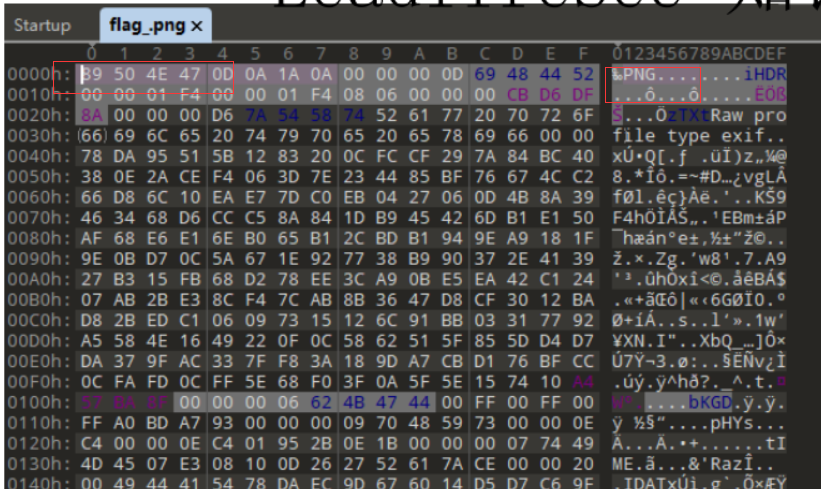 Startup flag_.png ×
0 1 2 3 4 5 6 7 8 9 A B C D E F 0123456789ABCDEF
0000h: 89 50 4E 47 0D 0A 1A 0A 00 00 00 0D 69 48 44 52 ‰PNG........iHDR
0010h: 00 00 01 F4 00 00 01 F4 08 06 00 00 00 CB D6 DF ...ô...ô.....ËÖß
0020h: 8A 00 00 00 D6 7A 54 58 74 52 61 77 20 70 72 6F Š...ÖzTXtRaw pro
0030h: 66 69 6C 65 20 74 79 70 65 20 65 78 69 66 00 00 file type exif..
0040h: 78 DA 95 51 5B 12 83 20 0C FC CF 29 7A 84 BC 40 xÚ•Q[.ƒ .üÏ)z„¼@
0050h: 38 0E 2A CE F4 06 3D 7E 23 44 85 BF 76 67 4C C2 8.*Îô.=~#D…¿vgLÂ
0060h: 66 D8 6C 10 EA E7 7D C0 EB 04 27 06 0D 4B 8A 39 fØl.êç}Àë.'..KŠ9
0070h: 46 34 68 D6 CC C5 8A 84 1D B9 45 42 6D B1 E1 50 F4hÖÌÅŠ„.¹EBm±áP
0080h: AF 68 E6 E1 6E B0 65 B1 2C BD B1 94 9E A9 18 1F ¯hæán°e±,½±”ž©..
0090h: 9E 0B D7 0C 5A 67 1E 92 77 38 B9 90 37 2E 41 39 ž.×.Zg.'w8¹.7.A9
00A0h: 27 B3 15 FB 68 D2 78 EE 3C A9 0B E5 EA 42 C1 24 '³.ûhÒxî<©.åêBÁ$
00B0h: 07 AB 2B E3 8C F4 7C AB 8B 36 47 D8 CF 30 12 BA .«+ãŒô|«‹6GØÏ0.º
00C0h: D8 2B ED C1 06 09 73 15 12 6C 91 BB 03 31 77 92 Ø+íÁ..s..l‘».1w’
00D0h: A5 58 4E 16 49 22 0F 0C 58 62 51 5F 85 5D D4 D7 ¥XN.I"..XbQ_…]Ô×
00E0h: DA 37 9F AC 33 7F F8 3A 18 9D A7 CB D1 76 BF CC Ú7Ÿ¬3.ø:..§ËÑv¿Ì
00F0h: 0C FA FD 0C FF 5E 68 F0 3F 0A 5F 5E 15 74 10 A4 .úý.ÿ^hð?._^.t.¤
0100h: 00 00 00 06 62 4B 47 44 00 FF 00 FF 00 ....bKGD.ÿ.ÿ.
0110h: FF A0 BD A7 93 00 00 00 09 70 48 59 73 00 00 0E ÿ ½§“....pHYs...
0120h: C4 00 00 0E C4 01 95 2B 0E 1B 00 00 00 07 74 49 Ä...Ä.•+......tI
0130h: 4D 45 07 E3 08 10 0D 26 27 52 61 7A CE 00 00 20 ME.ã...&'RazÎ..
0140h: 00 49 44 41 54 78 DA EC 9D 67 60 14 D5 D7 C6 9F .IDATxÚì.g`.Õ×ÆŸ